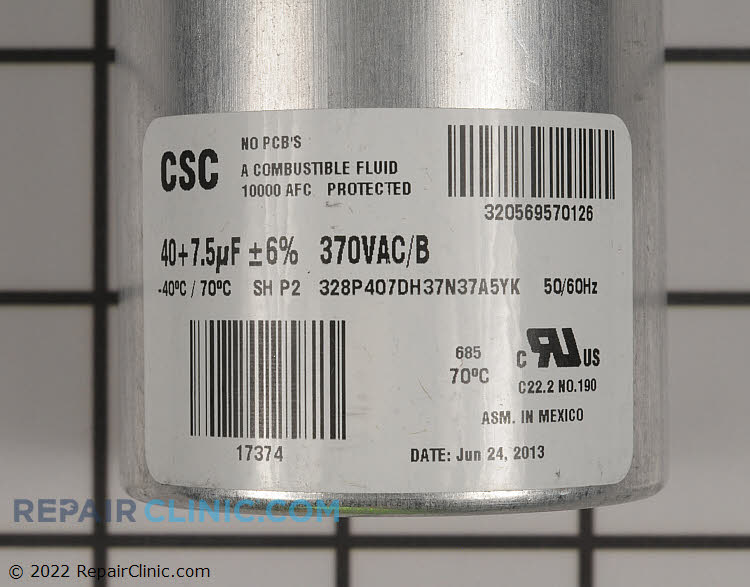 CSC
NO PCB'S
A COMBUSTIBLE FLUID
10000 AFC PROTECTED
320569570126
40+7.5µF ±6% 370VAC/B
-40ºC / 70ºC SH P2 328P407DH37N37A5YK 50/60Hz
685
70ºC
C RU US
C22.2 NO.190
ASM. IN MEXICO
17374
DATE: Jun 24, 2013
REPAIRCLINIC.COM
© 2022 RepairClinic.com